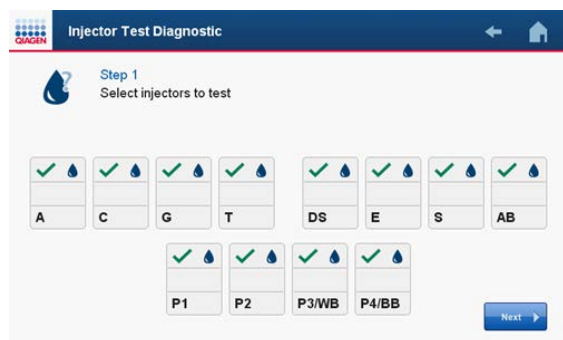 QIAGEN Injector Test Diagnostic
Step 1
Select injectors to test
A C G T DS E S AB
P1 P2 P3/WB P4/BB
Next